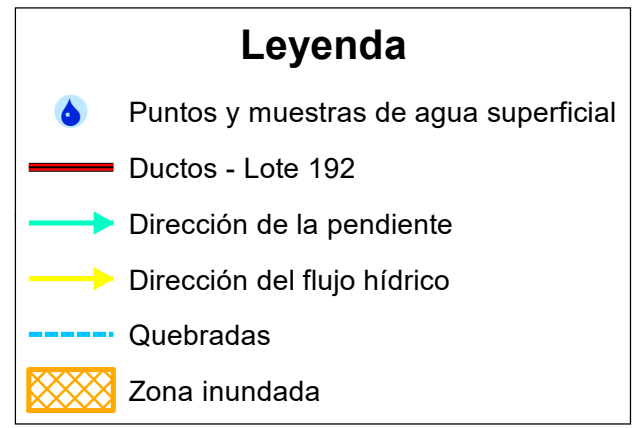 Leyenda
Puntos y muestras de agua superficial
Ductos - Lote 192
Dirección de la pendiente
Dirección del flujo hídrico
Quebradas
Zona inundada